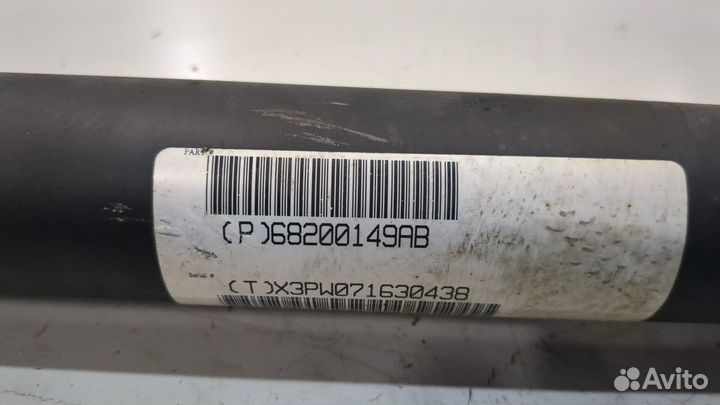 PART #
(P)68200149AB
Serial #
(T)X3PW071630438
Avito